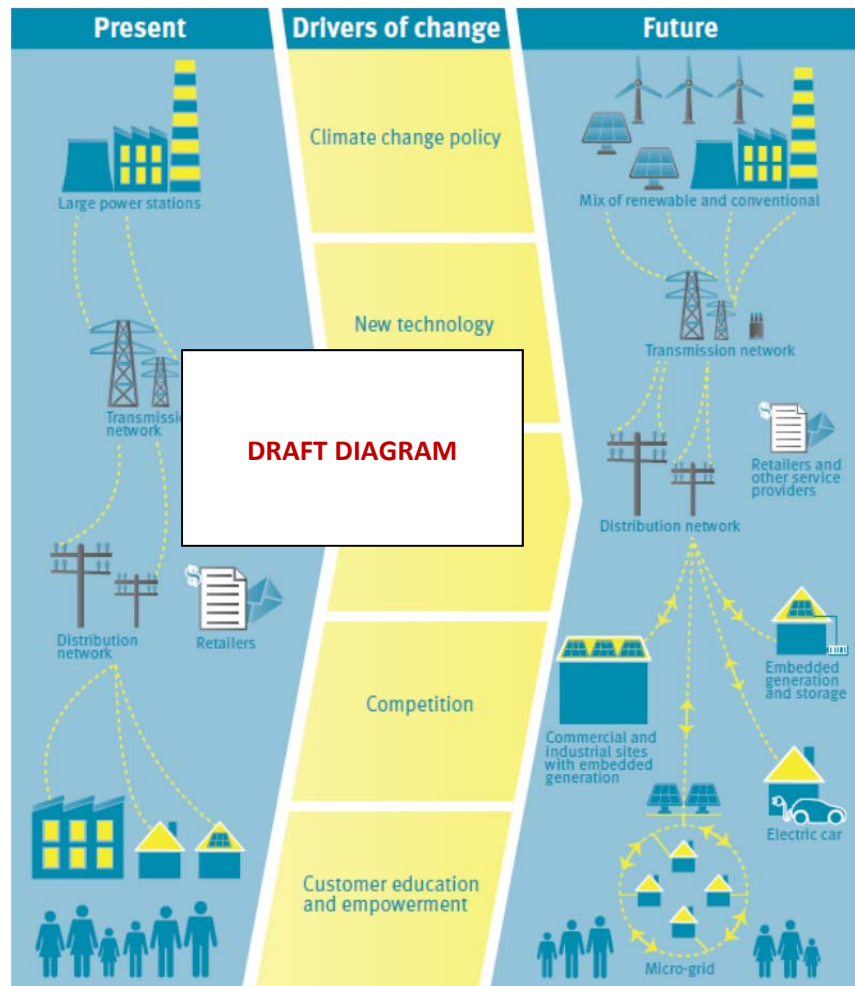 Present
Drivers of change
Future
Large power stations
Transmissio
network
Distribution
network
Retailers
Climate change policy
New technology
DRAFT DIAGRAM
Competition
Customer education
and empowerment
Mix of renewable and conventional
Transmission network
Retailers and
other service
providers
Distribution network
Embedded
generation
and storage
Commercial and
industrial sites
with embedded
generation
Electric car
Micro-grid